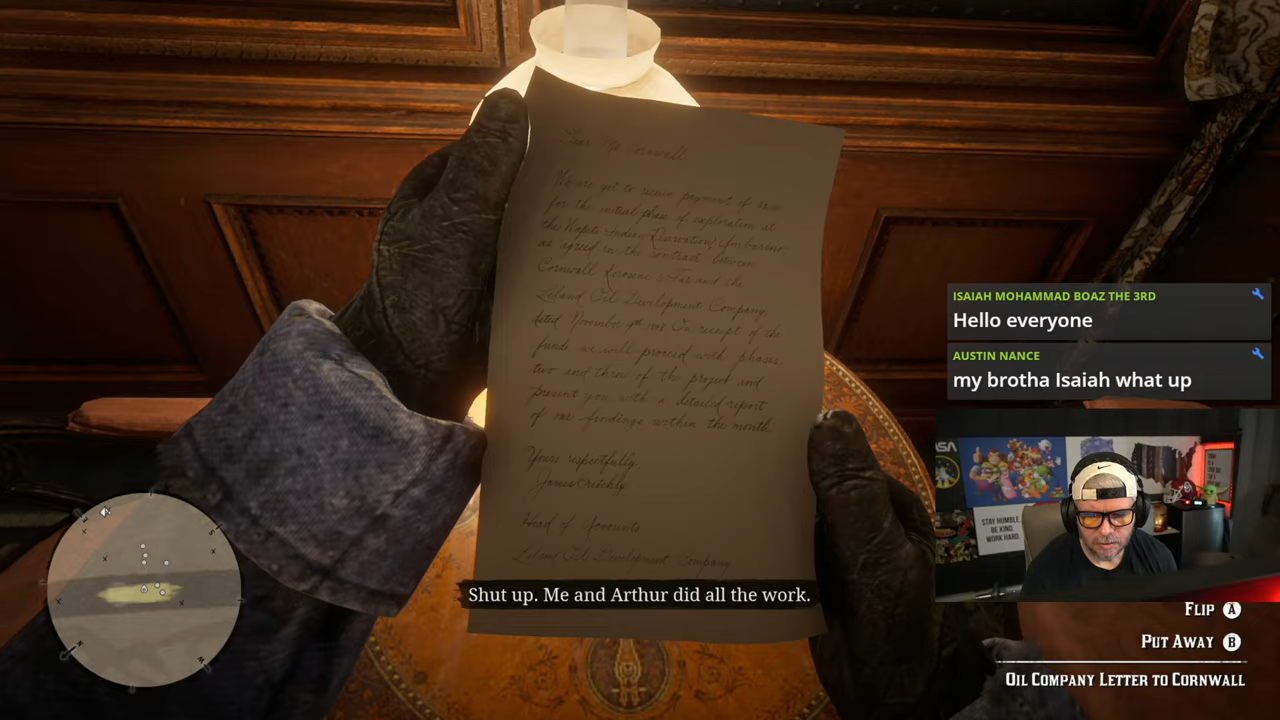 Dear Mr Cornwall
We are yet to receive payment of
for the initial phase of exploration at
the Wapiti Indian Reservation, Ambarino,
as agreed in the contract between
Cornwall Kerosene & Tar and the
Leland Oil Development Company,
dated November 9th 98 On receipt of the
funds we will proceed with phases
two and three of the project and
present you with a detailed report
of our findings within the month.
Yours respectfully,
James
Head of Accounts
Leland Oil Development Company
Shut up. Me and Arthur did all the work.
ISAIAH MOHAMMAD BOAZ THE 3RD
Hello everyone
AUSTIN NANCE
my brotha Isaiah what up
STAY HUMBLE,
BE KIND,
WORK HARD.
FLIP A
PUT AWAY B
OIL COMPANY LETTER TO CORNWALL